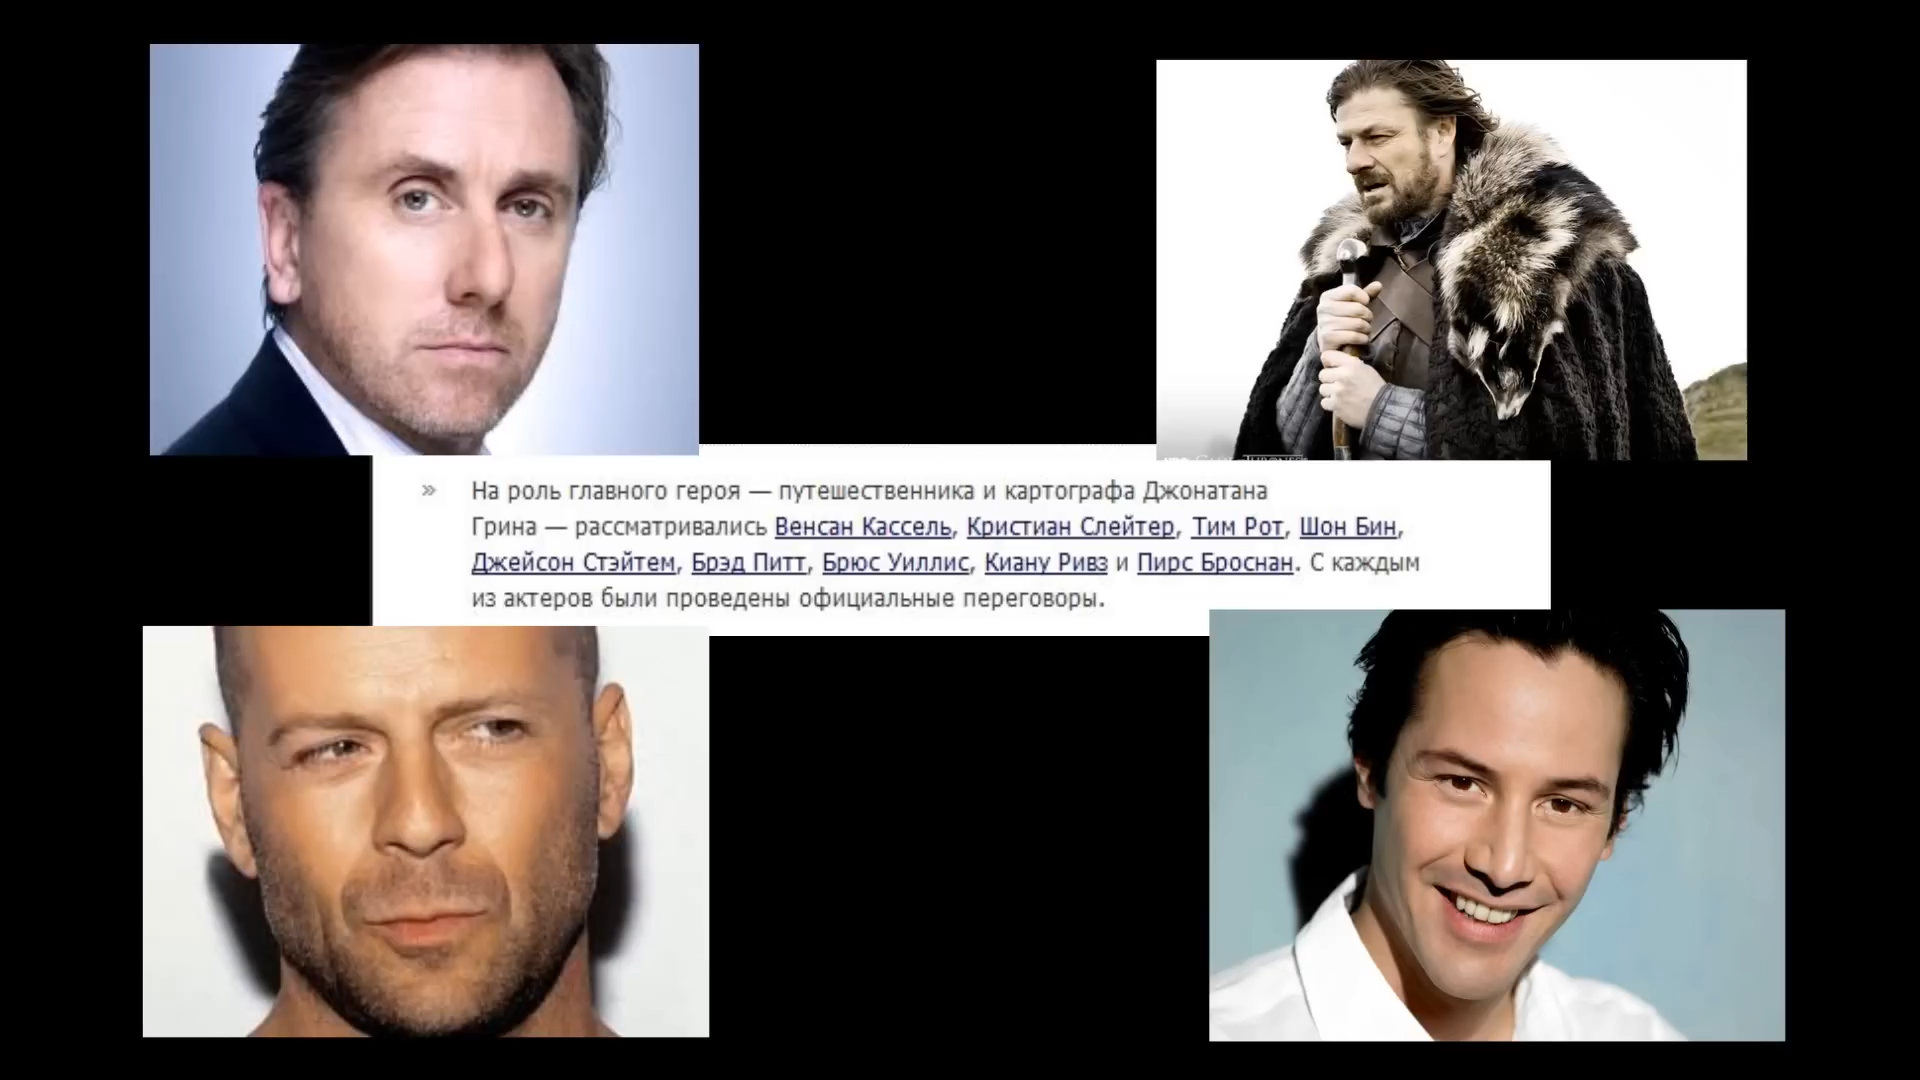 » На роль главного героя — путешественника и картографа Джонатана
Грина — рассматривались Венсан Кассель, Кристиан Слейтер, Тим Рот, Шон Бин,
Джейсон Стэйтем, Брэд Питт, Брюс Уиллис, Киану Ривз и Пирс Броснан. С каждым
из актеров были проведены официальные переговоры.